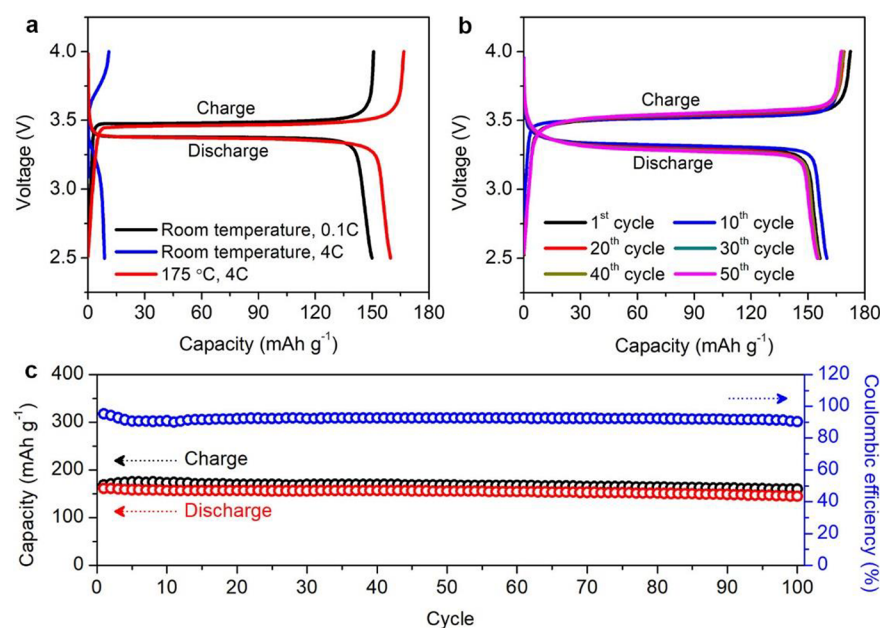 a
4.0
3.5
3.0
2.5
Voltage (V)
Charge
Discharge
Room temperature, 0.1C
Room temperature, 4C
175 °C, 4C
0 30 60 90 120 150 180
Capacity (mAh g⁻¹)
b
4.0
3.5
3.0
2.5
Voltage (V)
Charge
Discharge
1ˢᵗ cycle 10ᵗʰ cycle
20ᵗʰ cycle 30ᵗʰ cycle
40ᵗʰ cycle 50ᵗʰ cycle
0 30 60 90 120 150 180
Capacity (mAh g⁻¹)
c
400
300
200
100
0
Capacity (mAh g⁻¹)
Charge
Discharge
120
100
80
60
40
20
0
Coulombic efficiency (%)
0 10 20 30 40 50 60 70 80 90 100
Cycle